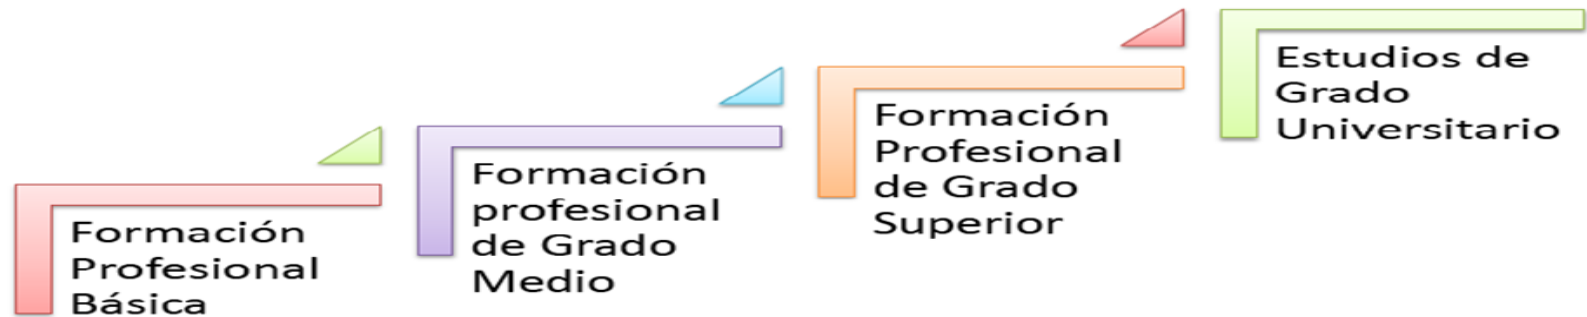 Formación
Profesional
Básica
Formación
profesional
de Grado
Medio
Formación
Profesional
de Grado
Superior
Estudios de
Grado
Universitario